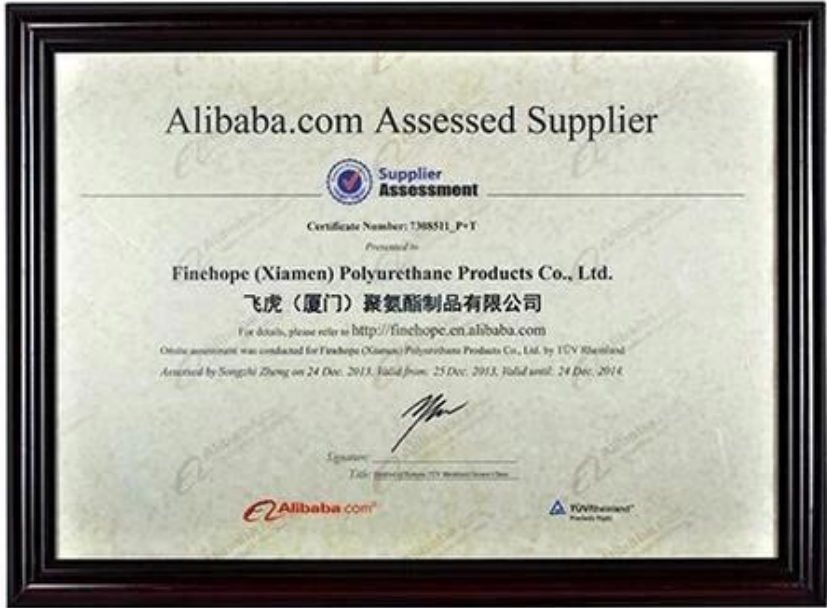 Alibaba.com Assessed Supplier
Supplier
Assessment
Certificate Number: 7308511_P+T
Presented to
Finehope (Xiamen) Polyurethane Products Co., Ltd.
飞虎（厦门）聚氨酯制品有限公司
For details, please refer to http://finehope.en.alibaba.com
Onsite assessment was conducted for Finehope (Xiamen) Polyurethane Products Co., Ltd. by TÜV Rheinland
Assessed by Songzhi Zheng on 24 Dec. 2013, Valid from: 25 Dec. 2013, Valid until: 24 Dec. 2014.
Signature:
Title:
Alibaba.com®
TÜVRheinland®
Precisely Right.